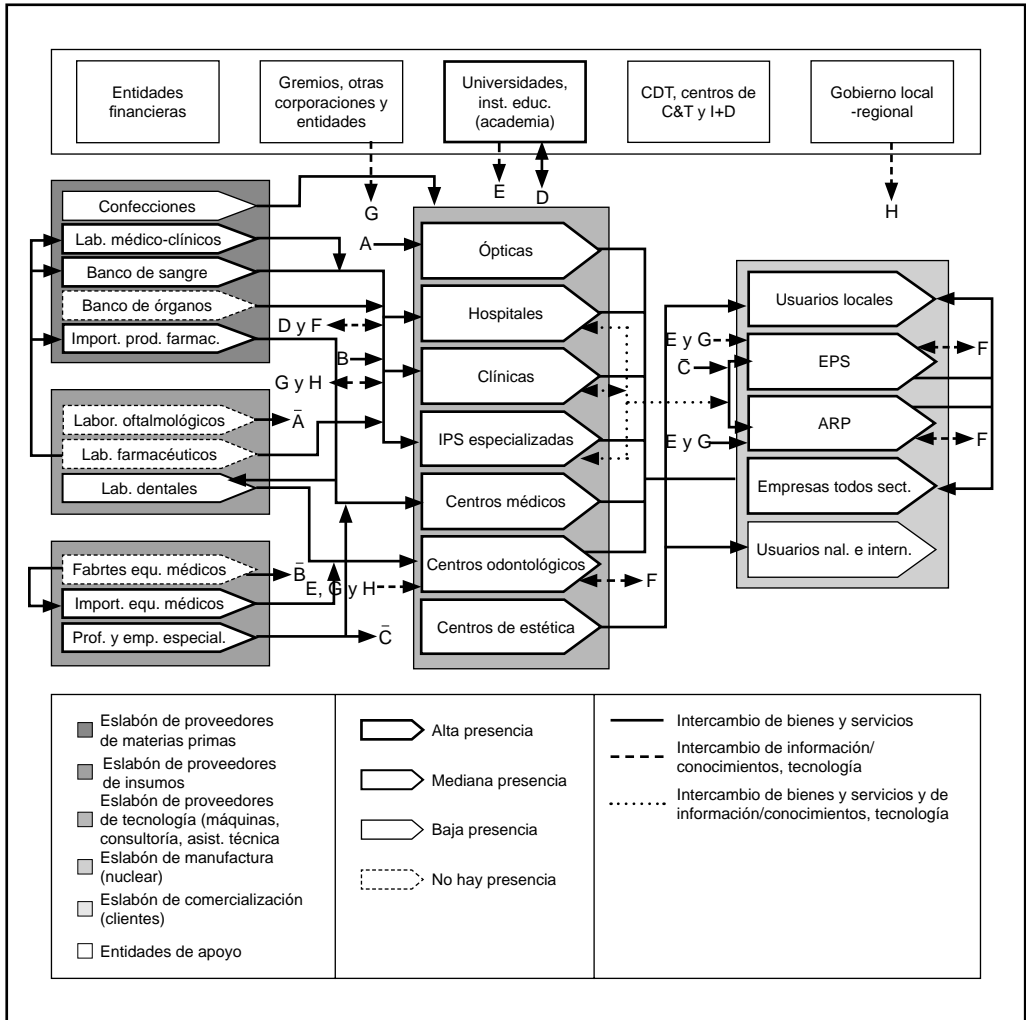 Entidades
financieras
Gremios, otras
corporaciones y
entidades
Universidades,
inst. educ.
(academia)
CDT, centros de
C&T y I+D
Gobierno local
-regional
G
E
D
H
Confecciones
Lab. médico-clínicos
Banco de sangre
Banco de órganos
Import. prod. farmac.
Labor. oftalmológicos
Lab. farmacéuticos
Lab. dentales
Fabrtes equ. médicos
Import. equ. médicos
Prof. y emp. especial.
A
D y F
B
G y H
Ā
B̄
E, G y H
C̄
Ópticas
Hospitales
Clínicas
IPS especializadas
Centros médicos
Centros odontológicos
Centros de estética
F
E y G
C̄
E y G
Usuarios locales
EPS
ARP
Empresas todos sect.
Usuarios nal. e intern.
F
F
Eslabón de proveedores
de materias primas
Eslabón de proveedores
de insumos
Eslabón de proveedores
de tecnología (máquinas,
consultoría, asist. técnica
Eslabón de manufactura
(nuclear)
Eslabón de comercialización
(clientes)
Entidades de apoyo
Alta presencia
Mediana presencia
Baja presencia
No hay presencia
Intercambio de bienes y servicios
Intercambio de información/
conocimientos, tecnología
Intercambio de bienes y servicios y de
información/conocimientos, tecnología